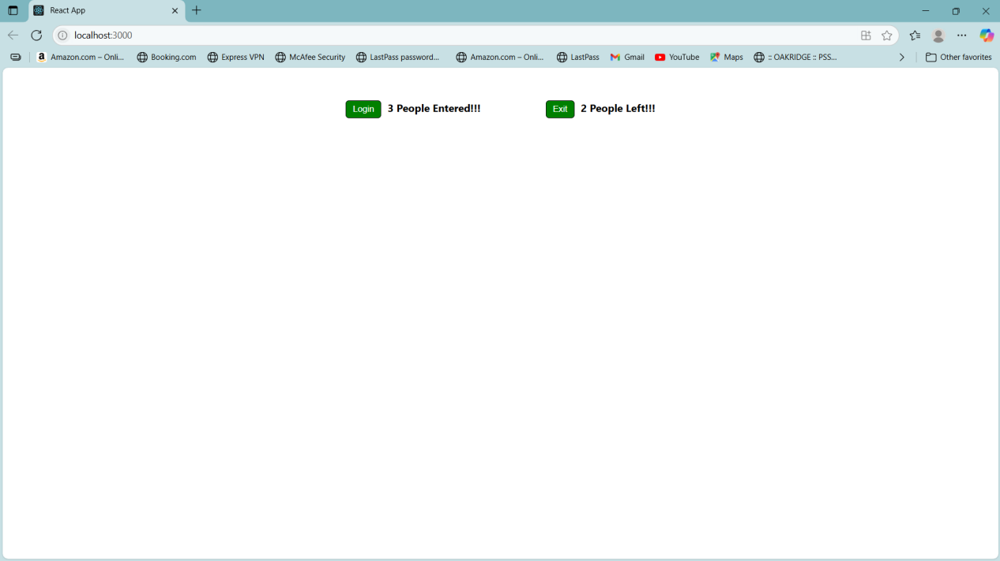 React App
localhost:3000
Amazon.com – Onli... Booking.com Express VPN McAfee Security LastPass password... Amazon.com – Onli... LastPass Gmail YouTube Maps :: OAKRIDGE :: PSS... Other favorites
Login 3 People Entered!!! Exit 2 People Left!!!